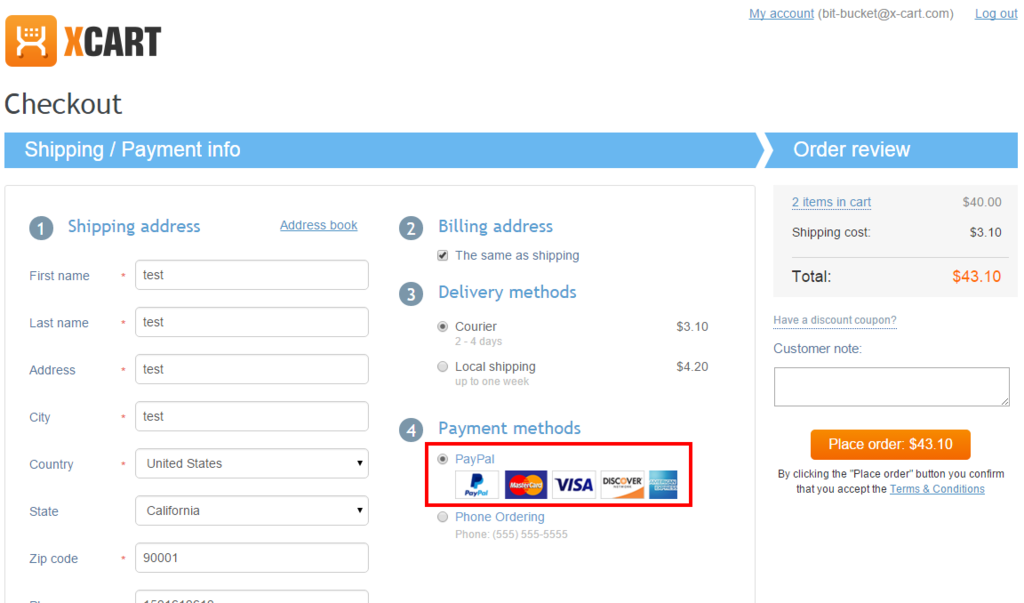 My account (bit-bucket@x-cart.com) Log out
XCART
Checkout
Shipping / Payment info
Order review
1 Shipping address Address book
First name * test
Last name * test
Address * test
City * test
Country * United States
State California
Zip code * 90001
2 Billing address
The same as shipping
3 Delivery methods
Courier $3.10
2 - 4 days
Local shipping $4.20
up to one week
4 Payment methods
PayPal
PayPal MasterCard VISA DISCOVER NETWORK AMERICAN EXPRESS
Phone Ordering
Phone: (555) 555-5555
2 items in cart $40.00
Shipping cost: $3.10
Total: $43.10
Have a discount coupon?
Customer note:
Place order: $43.10
By clicking the "Place order" button you confirm
that you accept the Terms & Conditions